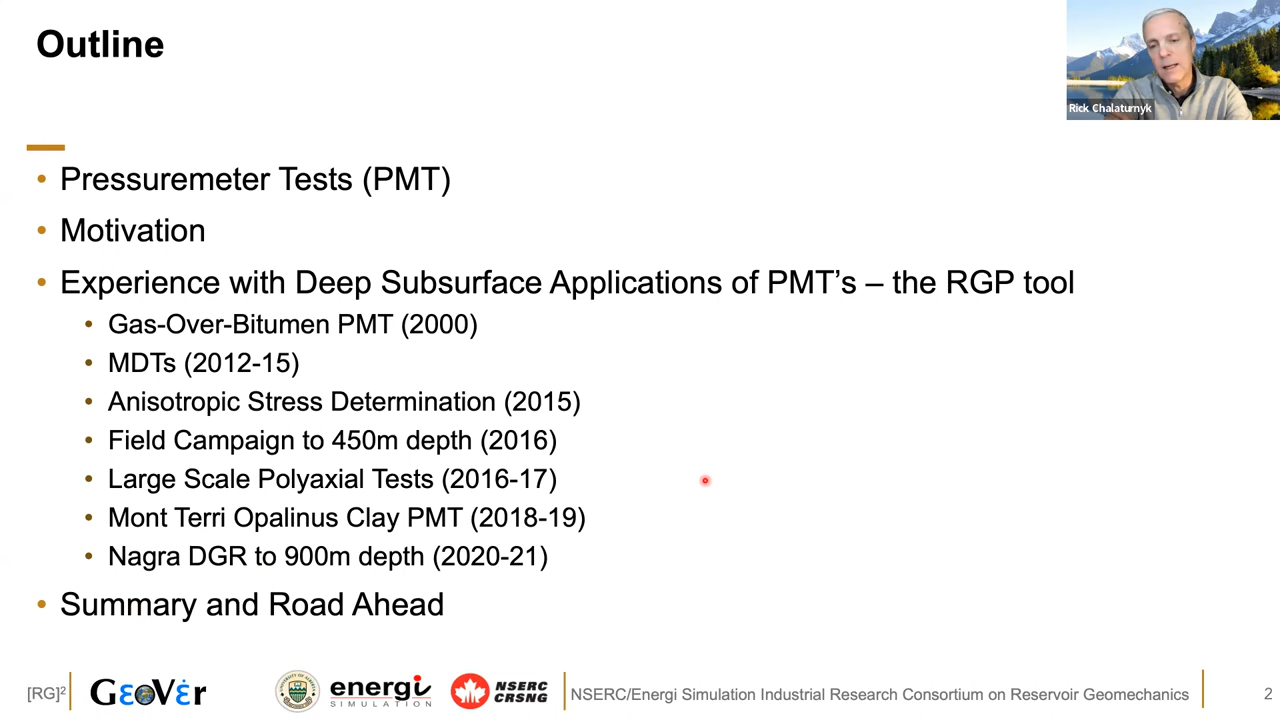 Outline
Rick Chalaturnyk
• Pressuremeter Tests (PMT)
• Motivation
• Experience with Deep Subsurface Applications of PMT's – the RGP tool
• Gas-Over-Bitumen PMT (2000)
• MDTs (2012-15)
• Anisotropic Stress Determination (2015)
• Field Campaign to 450m depth (2016)
• Large Scale Polyaxial Tests (2016-17)
• Mont Terri Opalinus Clay PMT (2018-19)
• Nagra DGR to 900m depth (2020-21)
• Summary and Road Ahead
[RG]²
GeoVer
energi
SIMULATION
NSERC
CRSNG
NSERC/Energi Simulation Industrial Research Consortium on Reservoir Geomechanics
2